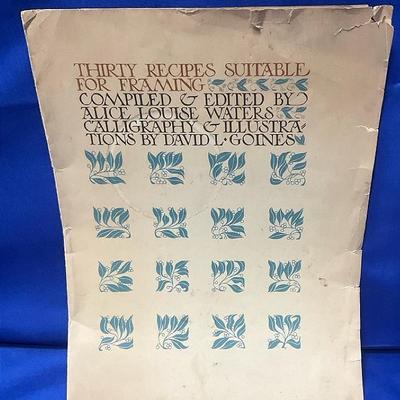 THIRTY RECIPES SUITABLE
FOR FRAMING
COMPILED & EDITED BY
ALICE LOUISE WATERS
CALLIGRAPHY & ILLUSTRA-
TIONS BY DAVID L. GOINES